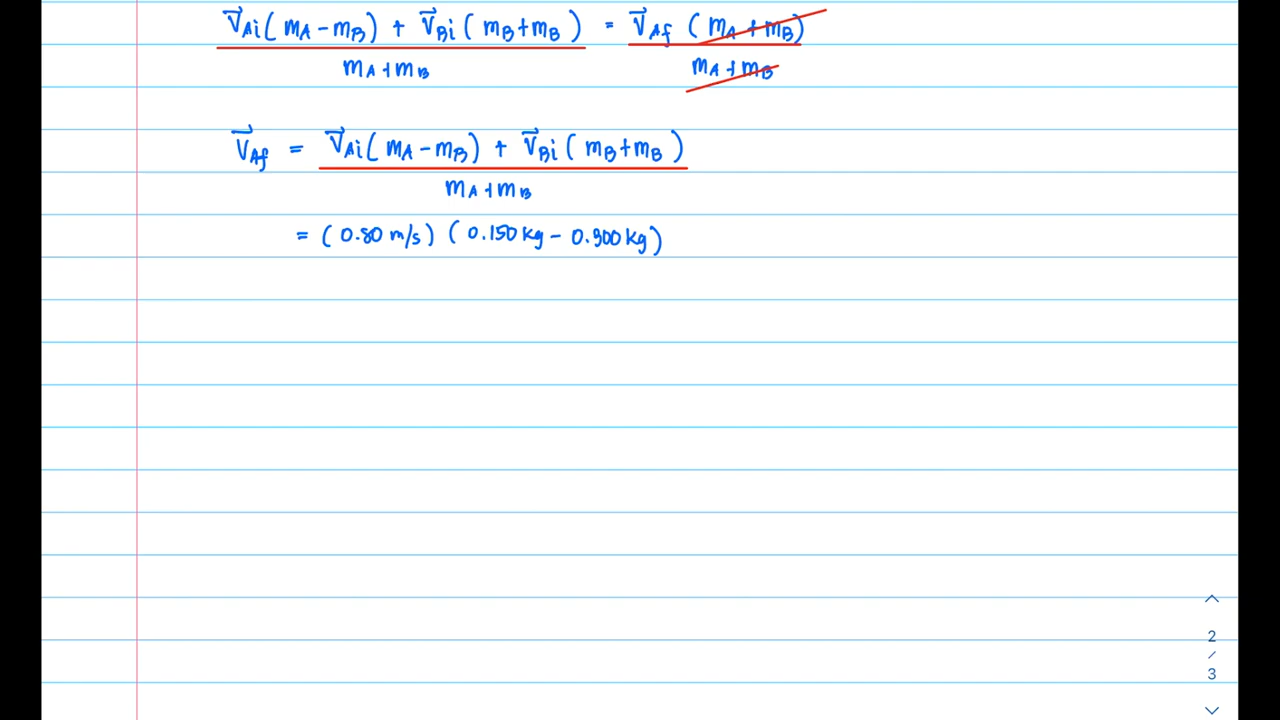 V⃗Ai(mA-mB) + V⃗Bi(mB+mB) = V⃗Af (mA+mB)
mA+mB mA+mB
V⃗Af = V⃗Ai(mA-mB) + V⃗Bi(mB+mB)
mA+mB
= (0.80 m/s) (0.150 kg - 0.300 kg)
2
/
3